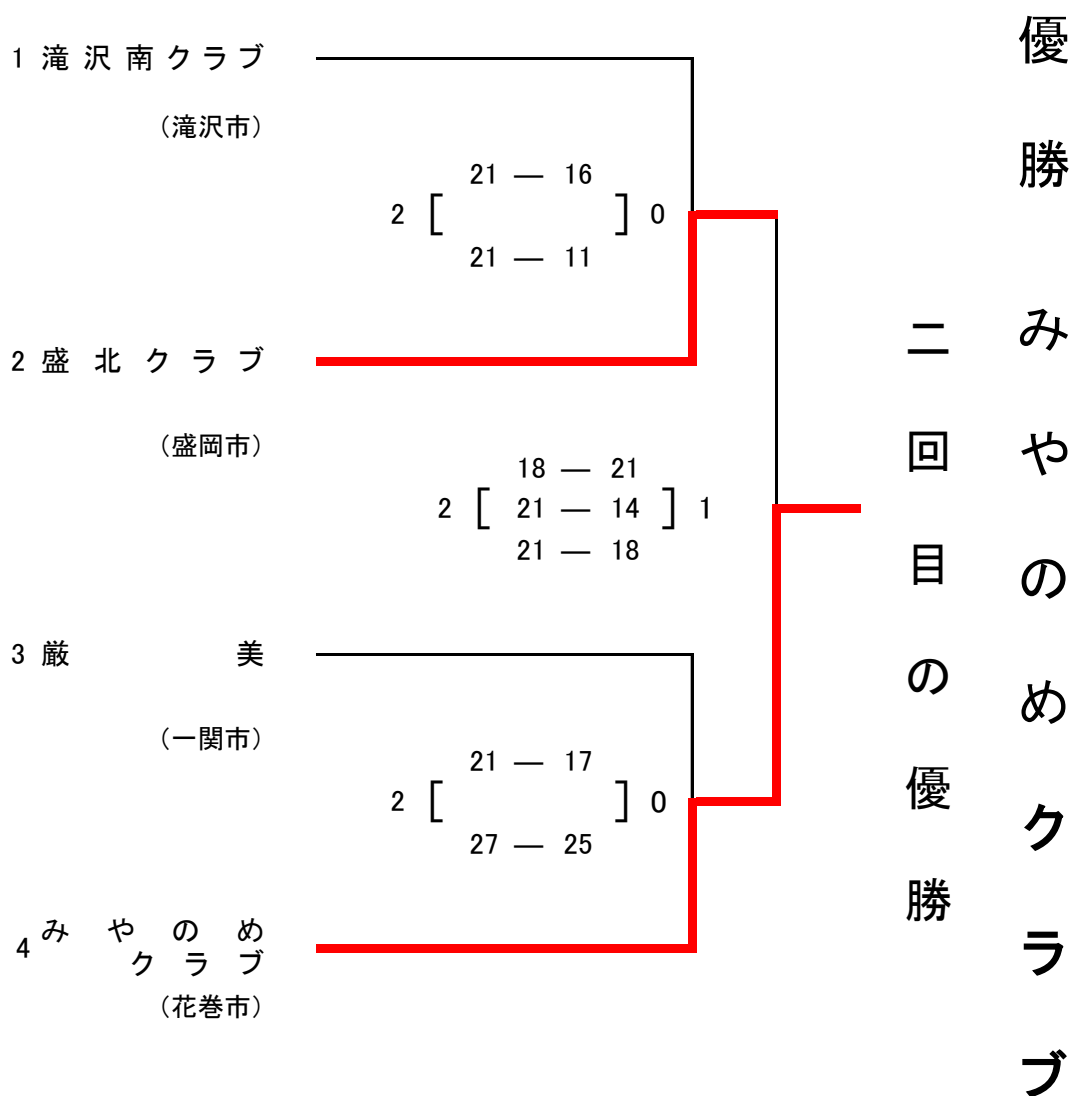 1 滝沢南クラブ
(滝沢市)
21 ― 16
2 [ ] 0
21 ― 11
2 盛北クラブ
(盛岡市)
18 ― 21
2 [ 21 ― 14 ] 1
21 ― 18
3 厳美
(一関市)
21 ― 17
2 [ ] 0
27 ― 25
4 みやのめ
クラブ
(花巻市)
優勝 みやのめクラブ
二回目の優勝